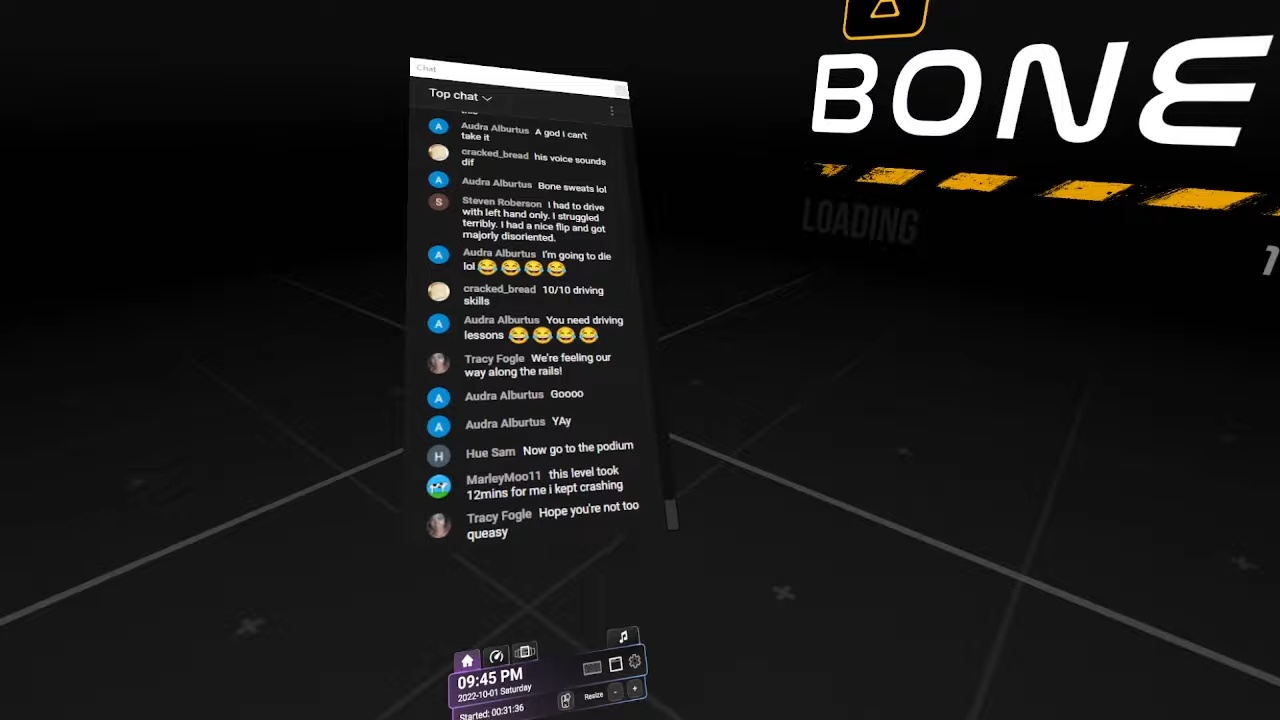 Chat
Top chat
Audra Alburtus A god I can't
take it
cracked_bread his voice sounds
dif
Audra Alburtus Bone sweats lol
Steven Roberson I had to drive
with left hand only. I struggled
terribly. I had a nice flip and got
majorly disoriented.
Audra Alburtus I'm going to die
lol 😂 😂 😂 😂
cracked_bread 10/10 driving
skills
Audra Alburtus You need driving
lessons 😂 😂 😂 😂
Tracy Fogle We're feeling our
way along the rails!
Audra Alburtus Goooo
Audra Alburtus YAy
Hue Sam Now go to the podium
MarleyMoo11 this level took
12mins for me i kept crashing
Tracy Fogle Hope you're not too
queasy
BONE
LOADING
09:45 PM
2022-10-01 Saturday
Started: 00:31:36
Resize - +